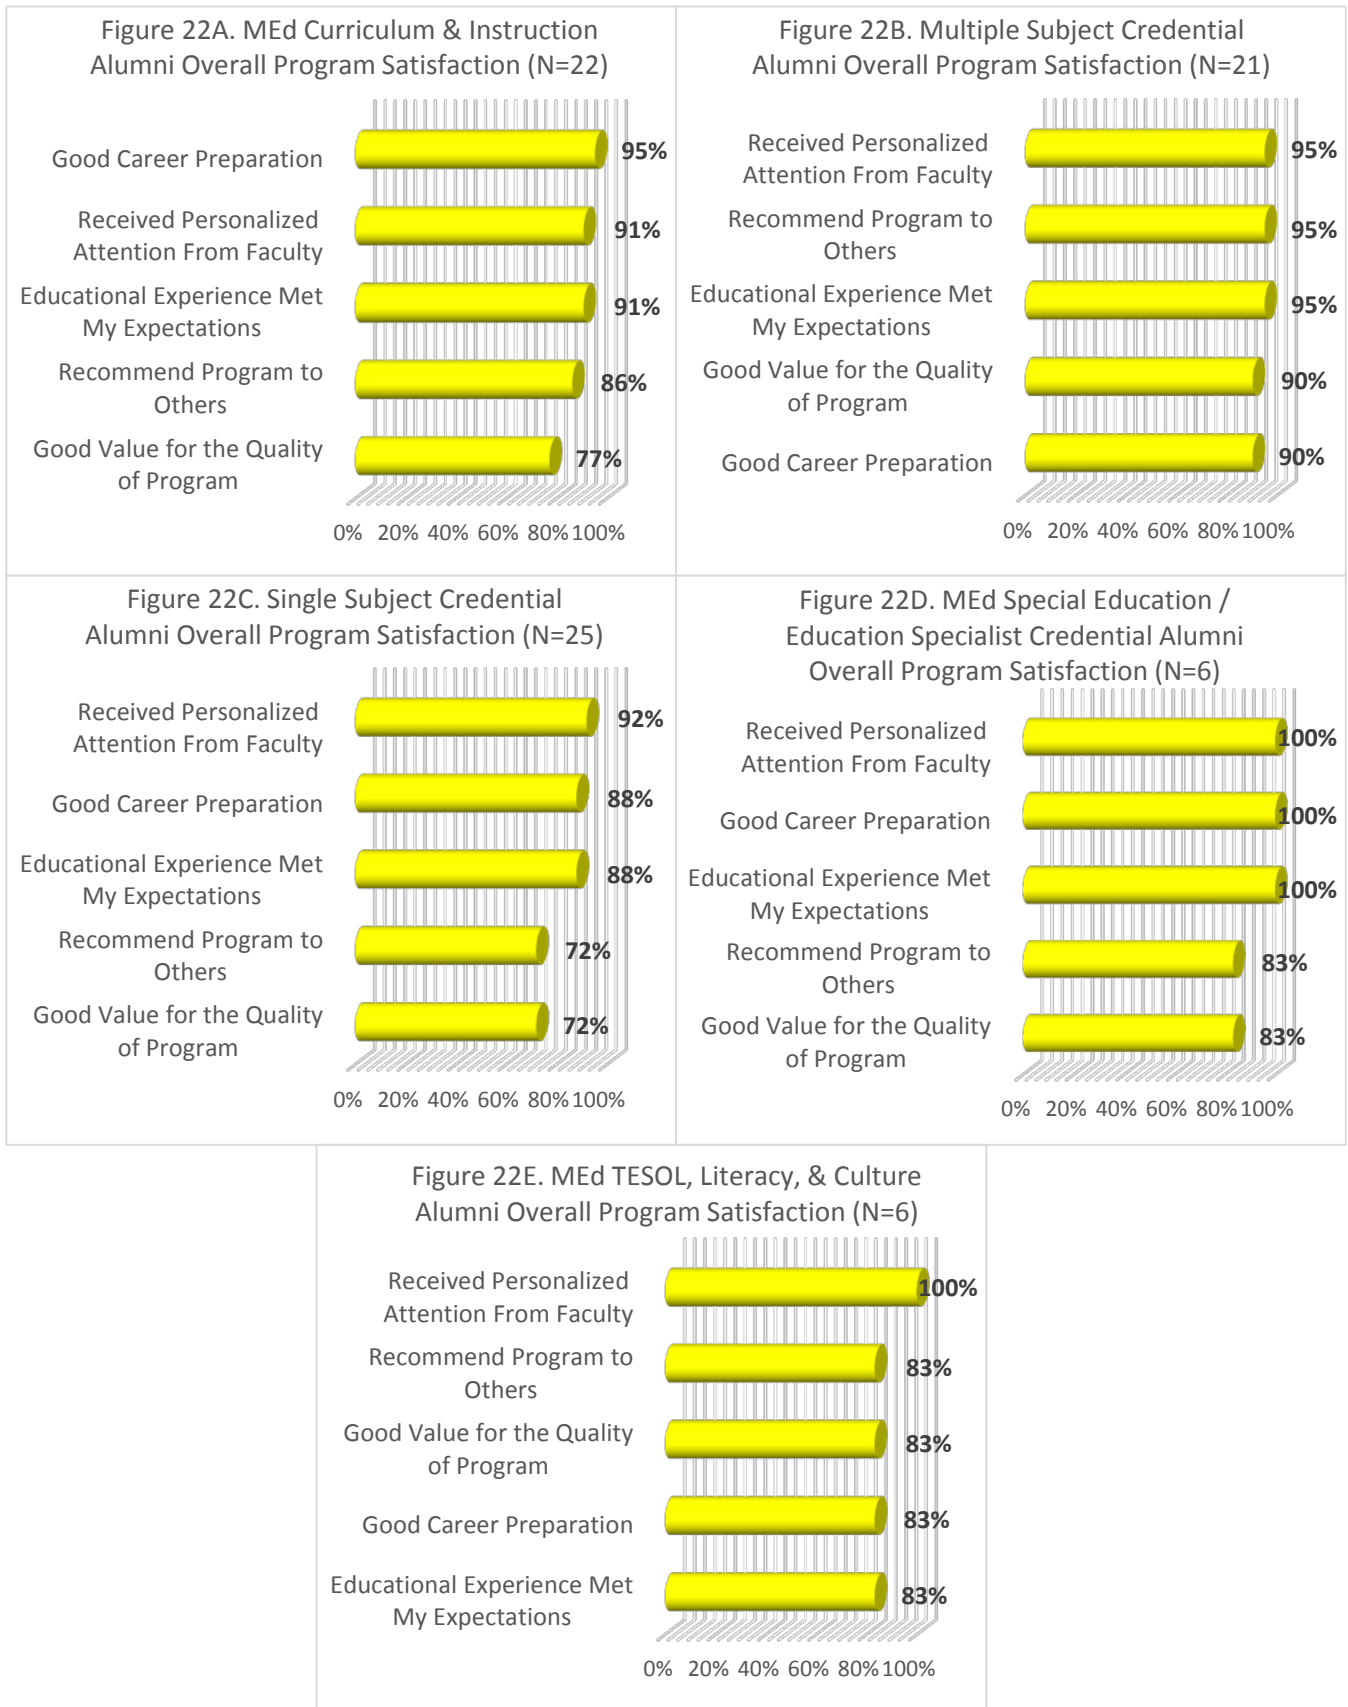 Figure 22A. MEd Curriculum & Instruction
Alumni Overall Program Satisfaction (N=22)
Good Career Preparation
95%
Received Personalized
Attention From Faculty
91%
Educational Experience Met
My Expectations
91%
Recommend Program to
Others
86%
Good Value for the Quality
of Program
77%
0% 20% 40% 60% 80% 100%
Figure 22B. Multiple Subject Credential
Alumni Overall Program Satisfaction (N=21)
Received Personalized
Attention From Faculty
95%
Recommend Program to
Others
95%
Educational Experience Met
My Expectations
95%
Good Value for the Quality
of Program
90%
Good Career Preparation
90%
0% 20% 40% 60% 80% 100%
Figure 22C. Single Subject Credential
Alumni Overall Program Satisfaction (N=25)
Received Personalized
Attention From Faculty
92%
Good Career Preparation
88%
Educational Experience Met
My Expectations
88%
Recommend Program to
Others
72%
Good Value for the Quality
of Program
72%
0% 20% 40% 60% 80% 100%
Figure 22D. MEd Special Education /
Education Specialist Credential Alumni
Overall Program Satisfaction (N=6)
Received Personalized
Attention From Faculty
100%
Good Career Preparation
100%
Educational Experience Met
My Expectations
100%
Recommend Program to
Others
83%
Good Value for the Quality
of Program
83%
0% 20% 40% 60% 80% 100%
Figure 22E. MEd TESOL, Literacy, & Culture
Alumni Overall Program Satisfaction (N=6)
Received Personalized
Attention From Faculty
100%
Recommend Program to
Others
83%
Good Value for the Quality
of Program
83%
Good Career Preparation
83%
Educational Experience Met
My Expectations
83%
0% 20% 40% 60% 80% 100%